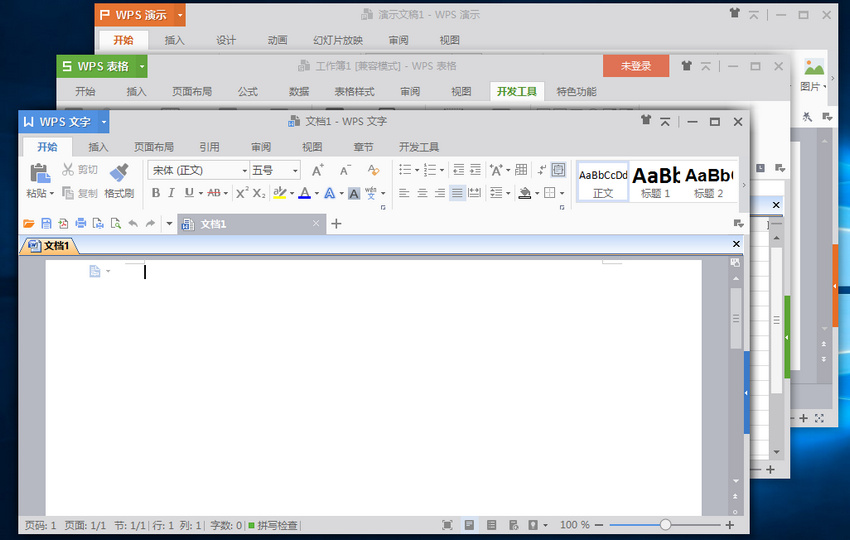 WPS 演示
演示文稿1 - WPS 演示
开始 插入 设计 动画 幻灯片放映 审阅 视图
图片
WPS 表格
工作簿1 [兼容模式] - WPS 表格
未登录
开始 插入 页面布局 公式 数据 表格样式 审阅 视图 开发工具 特色功能
WPS 文字
文档1 - WPS 文字
开始 插入 页面布局 引用 审阅 视图 章节 开发工具
粘贴 剪切 复制 格式刷
宋体 (正文) 五号
B I U AB X² X₂ A A A
AaBbCcDd 正文
AaBb 标题 1
AaBb( 标题 2
文档1
文档1
页码: 1 页面: 1/1 节: 1/1 行: 1 列: 1 字数: 0 拼写检查 100 %